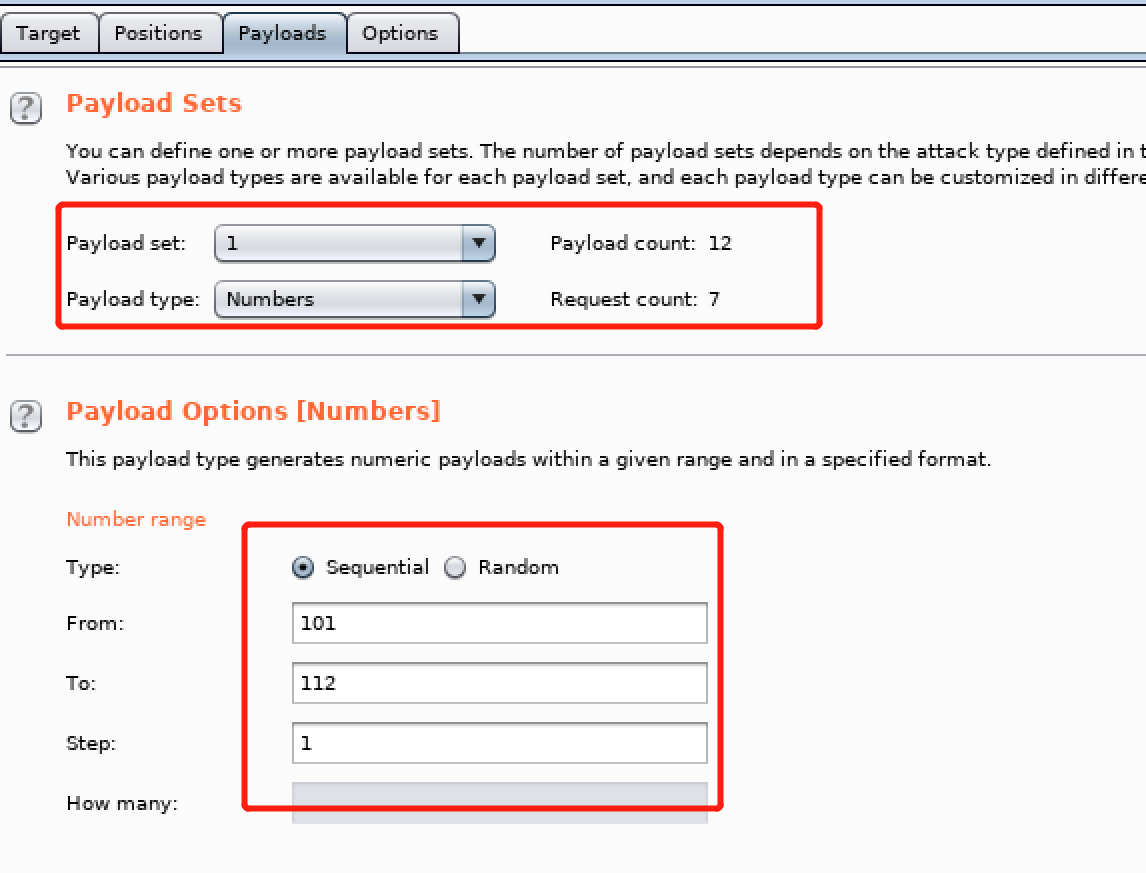 Target Positions Payloads Options
Payload Sets
You can define one or more payload sets. The number of payload sets depends on the attack type defined in
Various payload types are available for each payload set, and each payload type can be customized in
Payload set: 1 Payload count: 12
Payload type: Numbers Request count: 7
Payload Options [Numbers]
This payload type generates numeric payloads within a given range and in a specified format.
Number range
Type: Sequential Random
From: 101
To: 112
Step: 1
How many: